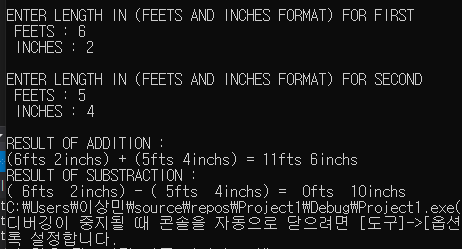 ENTER LENGTH IN (FEETS AND INCHES FORMAT) FOR FIRST
FEETS : 6
INCHES : 2
ENTER LENGTH IN (FEETS AND INCHES FORMAT) FOR SECOND
FEETS : 5
INCHES : 4
RESULT OF ADDITION :
(6fts 2inchs) + (5fts 4inchs) = 11fts 6inchs
RESULT OF SUBSTRACTION :
( 6fts  2inchs) - ( 5fts  4inchs) =  0fts  10inchs
C:₩Users₩이상민₩source₩repos₩Project1₩Debug₩Project1.exe(
디버깅이 중지될 때 콘솔을 자동으로 닫으려면 [도구]->[옵션
록 설정합니다.